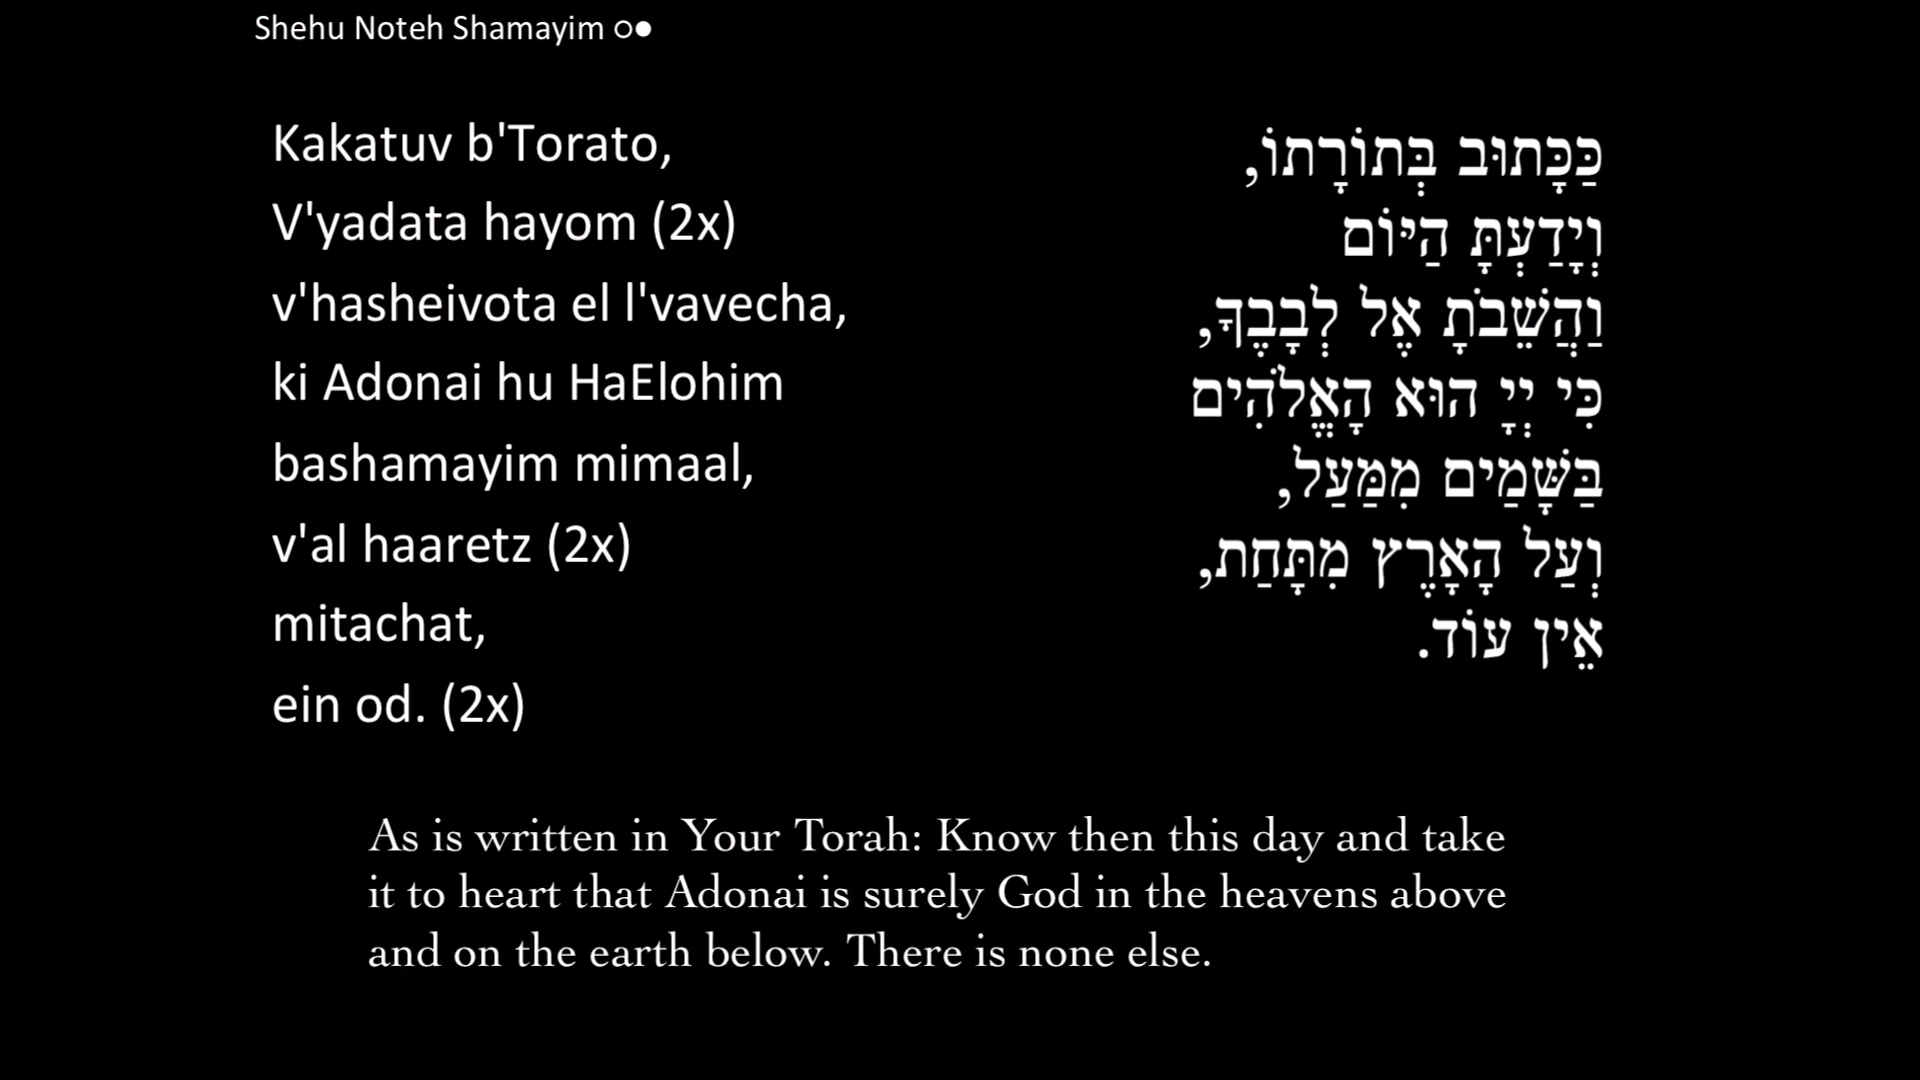 Shehu Noteh Shamayim ○●
Kakatuv b'Torato,
V'yadata hayom (2x)
v'hasheivota el l'vavecha,
ki Adonai hu HaElohim
bashamayim mimaal,
v'al haaretz (2x)
mitachat,
ein od. (2x)
כַּכָּתוּב בְּתוֹרָתוֹ,
וְיָדַעְתָּ הַיּוֹם
וַהֲשֵׁבֹתָ אֶל לְבָבֶךָ,
כִּי יְיָ הוּא הָאֱלֹהִים
בַּשָּׁמַיִם מִמַּעַל,
וְעַל הָאָרֶץ מִתָּחַת,
אֵין עוֹד.
As is written in Your Torah: Know then this day and take
it to heart that Adonai is surely God in the heavens above
and on the earth below. There is none else.